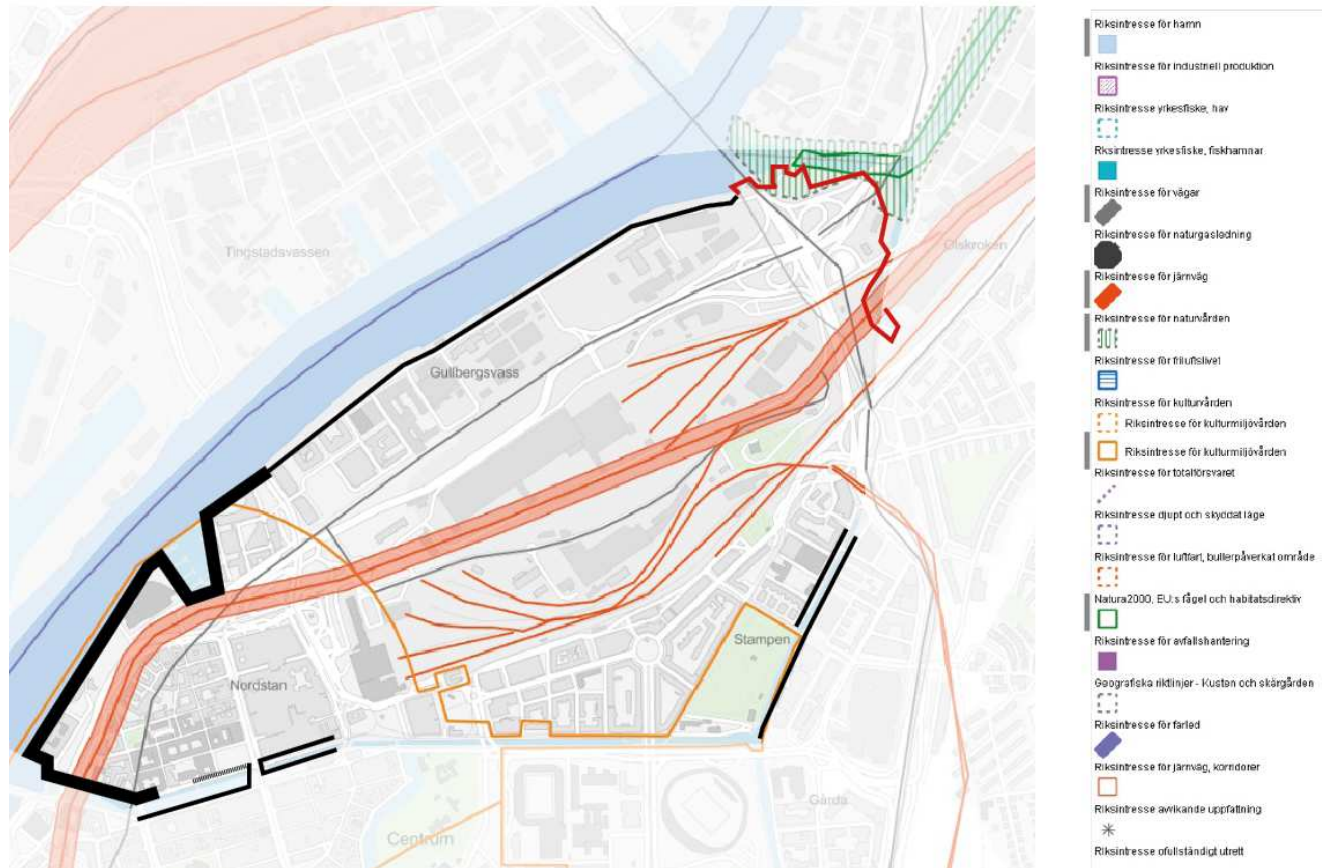 Tingstadsvassen
Olskroken
Gullbergsvass
Stampen
Nordstan
Gårda
Centrum
Riksintresse för hamn
Riksintresse för industriell produktion
Riksintresse yrkesfiske, hav
Rksintresse yrkesfiske, fiskhamnar
Riksintresse för vägar
Riksintresse för naturgasledning
Riksintresse för järnväg
Riksintresse för naturvården
Riksintresse för friluftslivet
Riksintresse för kulturvården
Riksintresse för kulturmiljövården
Riksintresse för kulturmiljövården
Riksintresse för totalförsvaret
Riksintresse djupt och skyddat läge
Riksintresse för luftfart, bullerpåverkat område
Natura2000, EU:s fågel och habitatsdirektiv
Riksintresse för avfallshantering
Geografiska riktlinjer - Kusten och skärgården
Riksintresse för farled
Riksintresse för järnväg, korridorer
Riksintresse avvikande uppfattning
Riksintresse ofullständigt utrett